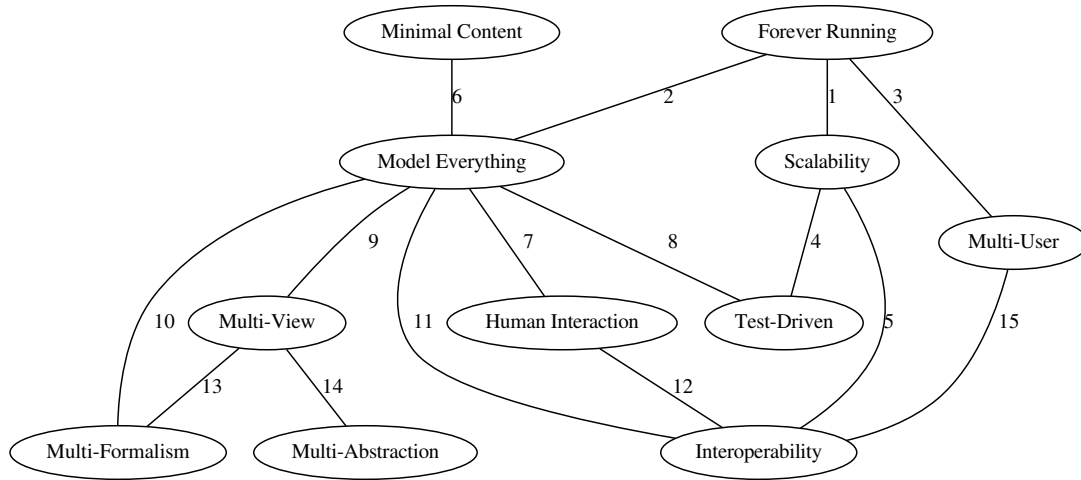 Minimal Content
Forever Running
6
2
1
3
Model Everything
Scalability
9
7
8
4
Multi-User
10
Multi-View
11
Human Interaction
Test-Driven
5
15
13
14
12
Multi-Formalism
Multi-Abstraction
Interoperability